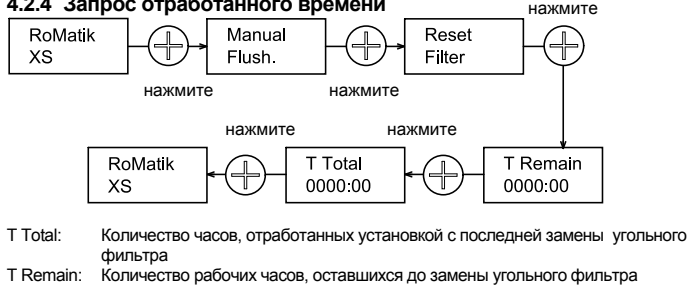 4.2.4 Запрос отработанного времени
нажмите
RoMatik
XS
Manual
Flush.
Reset
Filter
нажмите
нажмите
нажмите
нажмите
RoMatik
XS
T Total
0000:00
T Remain
0000:00
T Total: Количество часов, отработанных установкой с последней замены угольного
фильтра
T Remain: Количество рабочих часов, оставшихся до замены угольного фильтра